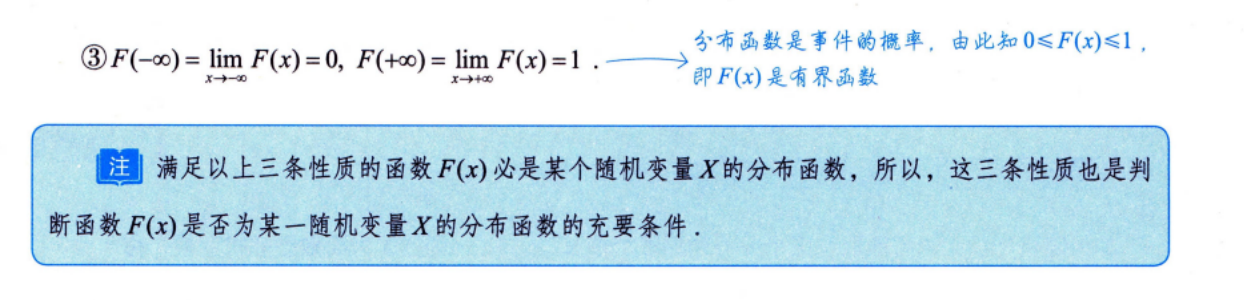 ③ F(-∞) = lim_{x→-∞} F(x) = 0, F(+∞) = lim_{x→+∞} F(x) = 1 .
分布函数是事件的概率，由此知 0≤F(x)≤1，
即 F(x) 是有界函数
注 满足以上三条性质的函数 F(x) 必是某个随机变量 X 的分布函数，所以，这三条性质也是判
断函数 F(x) 是否为某一随机变量 X 的分布函数的充要条件．